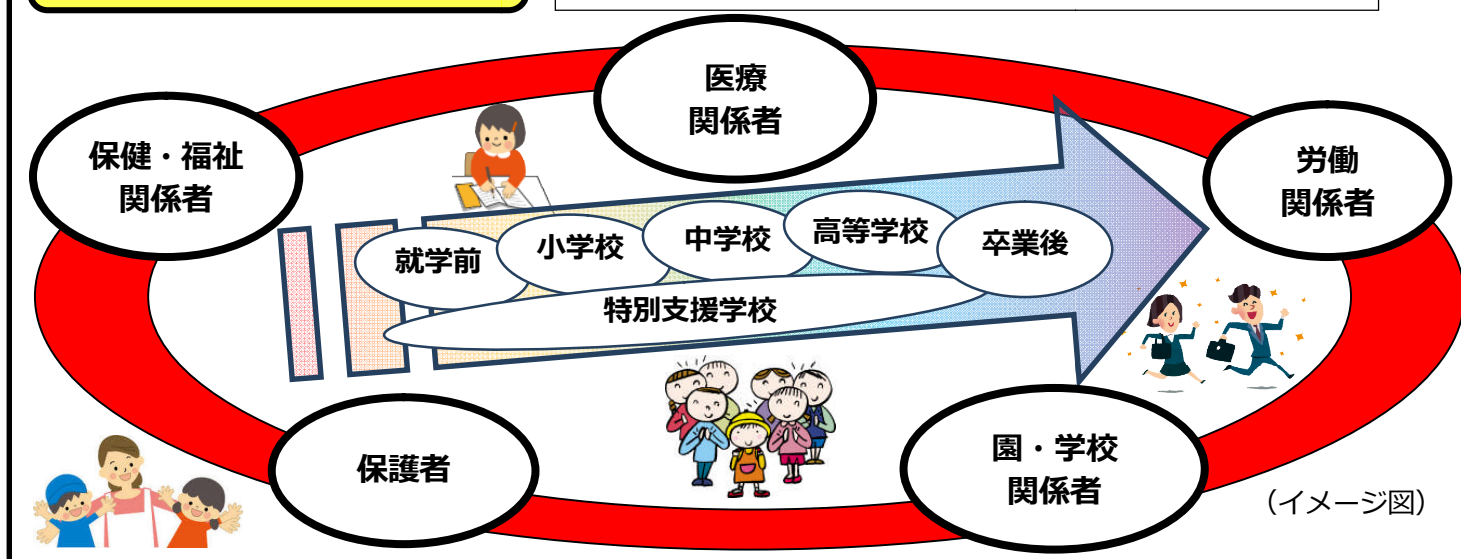 医療
関係者
保健・福祉
関係者
労働
関係者
就学前
小学校
中学校
高等学校
卒業後
特別支援学校
保護者
園・学校
関係者
（イメージ図）